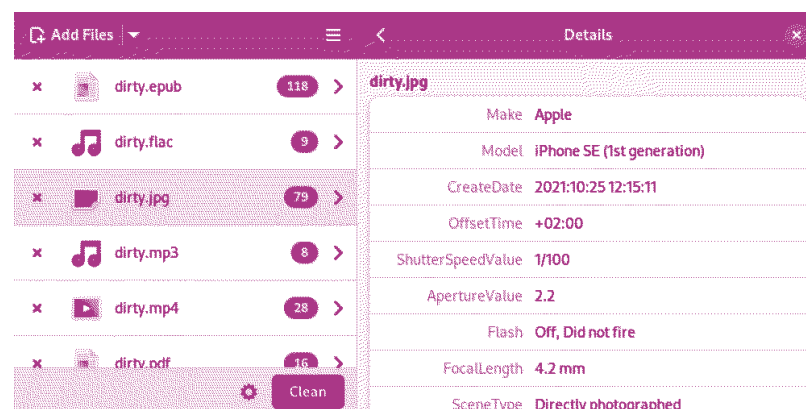 Add Files
Details
dirty.epub 118
dirty.flac 9
dirty.jpg 79
dirty.mp3 8
dirty.mp4 28
dirty.pdf 16
Clean
dirty.jpg
Make Apple
Model iPhone SE (1st generation)
CreateDate 2021:10:25 12:15:11
OffsetTime +02:00
ShutterSpeedValue 1/100
ApertureValue 2.2
Flash Off, Did not fire
FocalLength 4.2 mm
SceneType Directly photographed